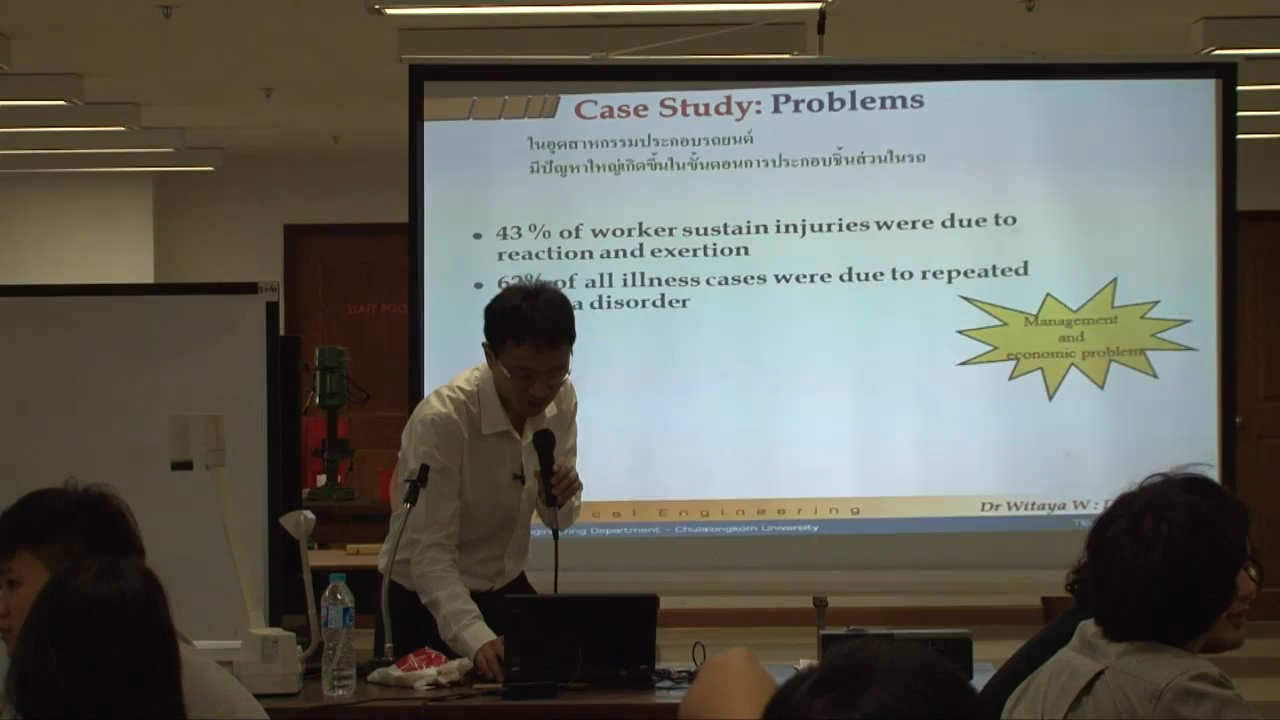 Case Study: Problems
ในอุตสาหกรรมประกอบรถยนต์
มีปัญหาใหญ่เกิดขึ้นในขั้นตอนการประกอบชิ้นส่วนในรถ
• 43 % of worker sustain injuries were due to
reaction and exertion
• 62% of all illness cases were due to repeated
a disorder
Management
and
economic problem
STAFF ROO
cal Engineering
Dr Witaya W :
Department - Chulalongkorn University